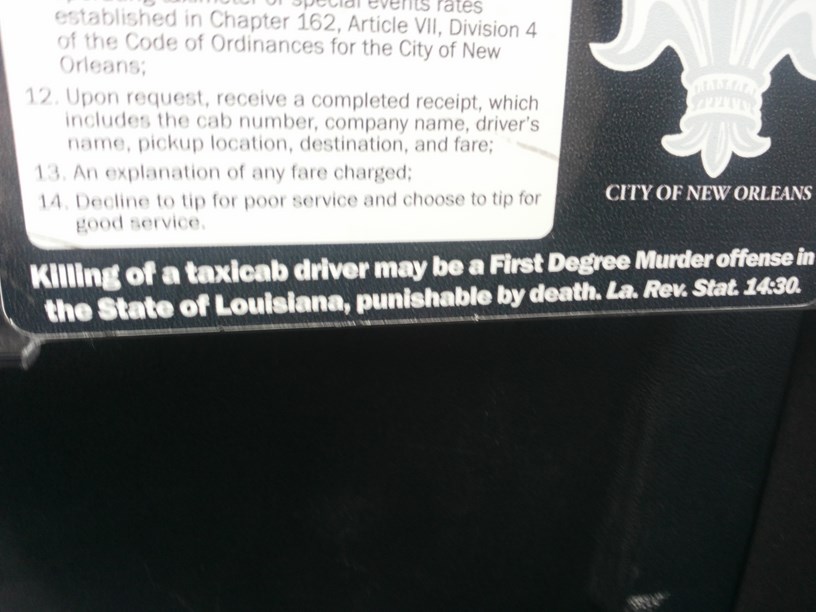 of special events rates
established in Chapter 162, Article VII, Division 4
of the Code of Ordinances for the City of New
Orleans;
12. Upon request, receive a completed receipt, which
includes the cab number, company name, driver's
name, pickup location, destination, and fare;
13. An explanation of any fare charged;
14. Decline to tip for poor service and choose to tip for
good service.
CITY OF NEW ORLEANS
Killing of a taxicab driver may be a First Degree Murder offense in
the State of Louisiana, punishable by death. La. Rev. Stat. 14:30.